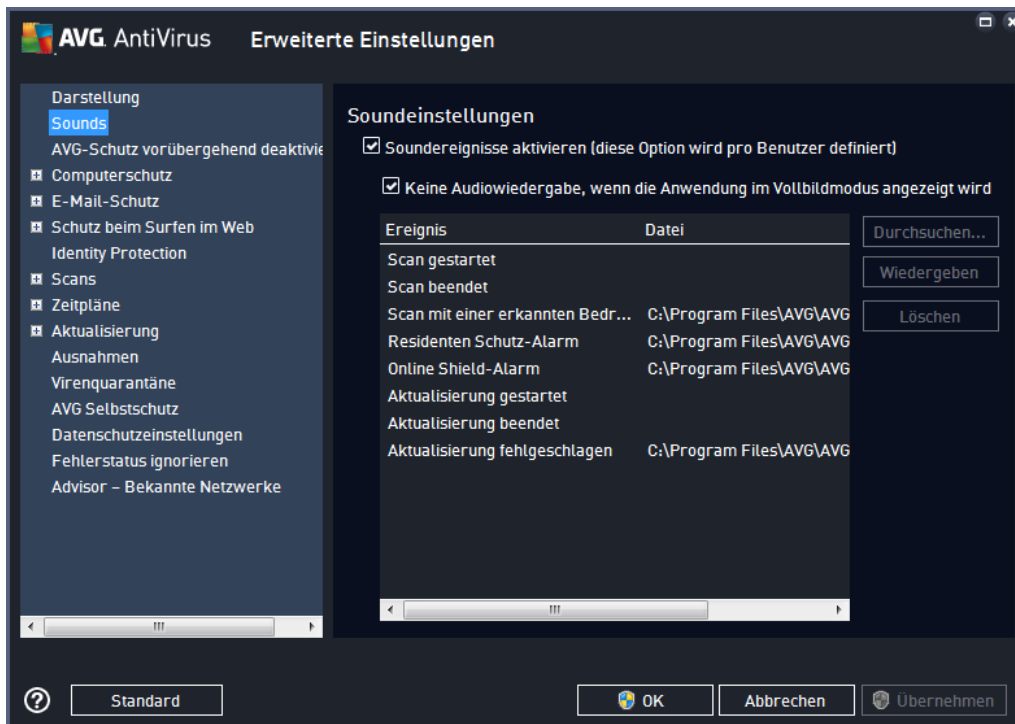 AVG AntiVirus Erweiterte Einstellungen
Darstellung
Sounds
AVG-Schutz vorübergehend deaktivie
Computerschutz
E-Mail-Schutz
Schutz beim Surfen im Web
Identity Protection
Scans
Zeitpläne
Aktualisierung
Ausnahmen
Virenquarantäne
AVG Selbstschutz
Datenschutzeinstellungen
Fehlerstatus ignorieren
Advisor – Bekannte Netzwerke
Soundeinstellungen
Soundereignisse aktivieren (diese Option wird pro Benutzer definiert)
Keine Audiowiedergabe, wenn die Anwendung im Vollbildmodus angezeigt wird
Ereignis Datei
Scan gestartet
Scan beendet
Scan mit einer erkannten Bedr... C:\Program Files\AVG\AVG
Residenten Schutz-Alarm C:\Program Files\AVG\AVG
Online Shield-Alarm C:\Program Files\AVG\AVG
Aktualisierung gestartet
Aktualisierung beendet
Aktualisierung fehlgeschlagen C:\Program Files\AVG\AVG
Durchsuchen...
Wiedergeben
Löschen
Standard
OK
Abbrechen
Übernehmen